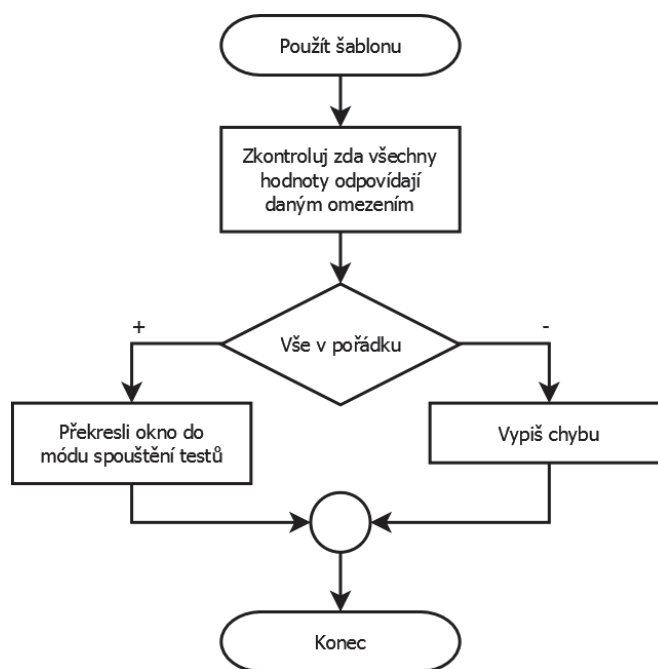 Použít šablonu
Zkontroluj zda všechny
hodnoty odpovídají
daným omezením
+
-
Vše v pořádku
Překresli okno do
módu spouštění testů
Vypiš chybu
Konec